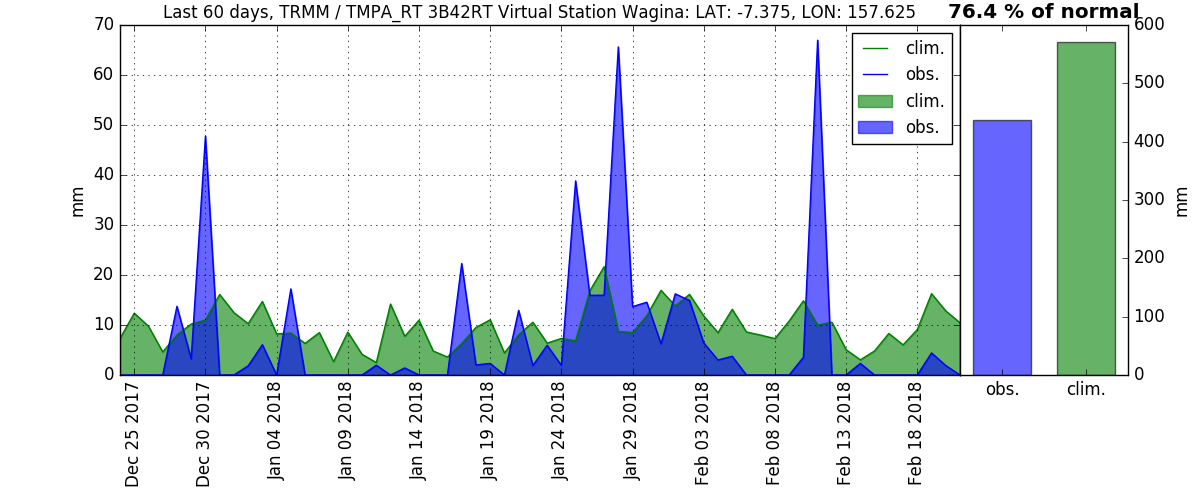 Last 60 days, TRMM / TMPA_RT 3B42RT Virtual Station Wagina: LAT: -7.375, LON: 157.625
76.4 % of normal
70
60
50
40
30
20
10
0
mm
clim.
obs.
clim.
obs.
600
500
400
300
200
100
0
mm
obs.
clim.
Dec 25 2017
Dec 30 2017
Jan 04 2018
Jan 09 2018
Jan 14 2018
Jan 19 2018
Jan 24 2018
Jan 29 2018
Feb 03 2018
Feb 08 2018
Feb 13 2018
Feb 18 2018